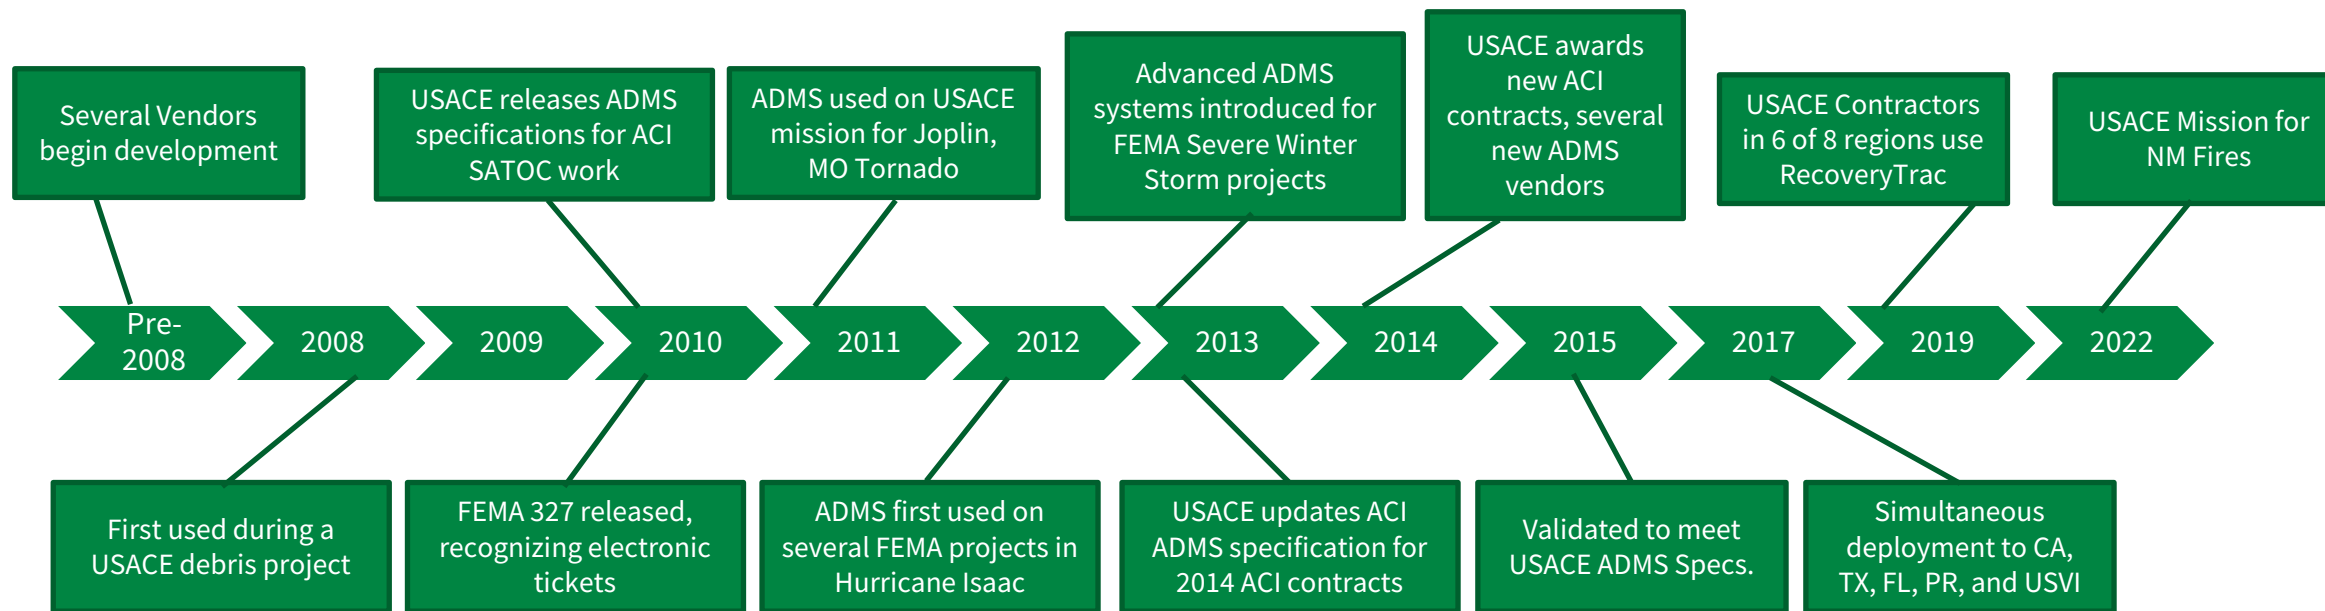 Several Vendors
begin development
USACE releases ADMS
specifications for ACI
SATOC work
ADMS used on USACE
mission for Joplin,
MO Tornado
Advanced ADMS
systems introduced for
FEMA Severe Winter
Storm projects
USACE awards
new ACI
contracts, several
new ADMS
vendors
USACE Contractors
in 6 of 8 regions use
RecoveryTrac
USACE Mission for
NM Fires
Pre-
2008
2008
2009
2010
2011
2012
2013
2014
2015
2017
2019
2022
First used during a
USACE debris project
FEMA 327 released,
recognizing electronic
tickets
ADMS first used on
several FEMA projects in
Hurricane Isaac
USACE updates ACI
ADMS specification for
2014 ACI contracts
Validated to meet
USACE ADMS Specs.
Simultaneous
deployment to CA,
TX, FL, PR, and USVI